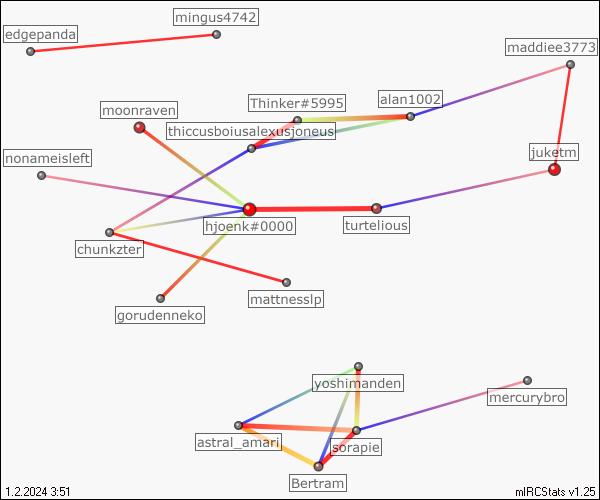 mingus4742
edgepanda
maddiee3773
Thinker#5995
alan1002
moonraven
thiccusboiusalexusjoneus
nonameisleft
juketm
hjoenk#0000
turtelious
chunkzter
mattnesslp
gorudenneko
yoshimanden
mercurybro
astral_amari
sorapie
Bertram
1.2.2024 3:51
mIRCStats v1.25